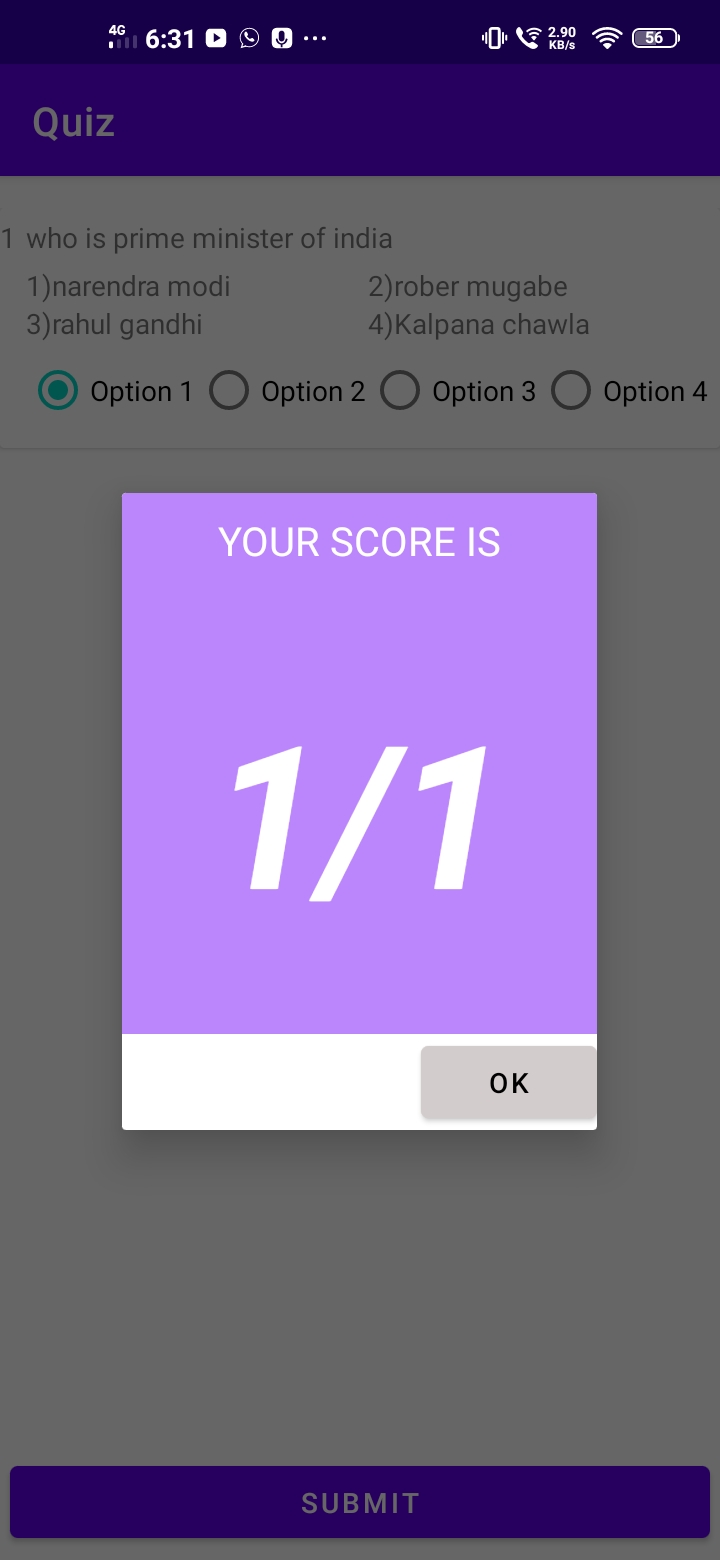 4G 6:31 2.90 KB/s 56
Quiz
1 who is prime minister of india
1)narendra modi 2)rober mugabe
3)rahul gandhi 4)Kalpana chawla
Option 1 Option 2 Option 3 Option 4
YOUR SCORE IS
1/1
OK
SUBMIT